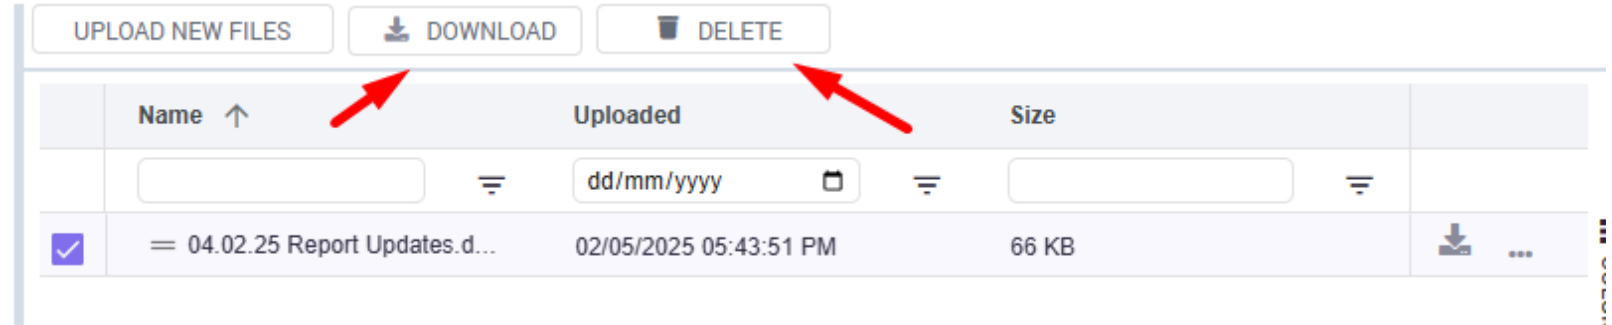 UPLOAD NEW FILES DOWNLOAD DELETE
Name Uploaded Size
dd/mm/yyyy
04.02.25 Report Updates.d... 02/05/2025 05:43:51 PM 66 KB